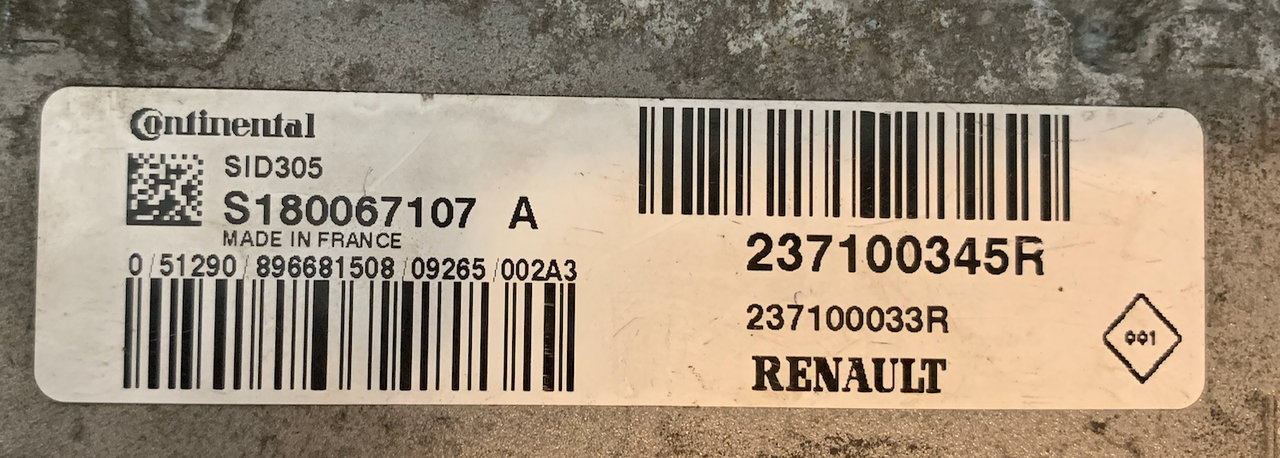 Continental
SID305
S180067107 A
MADE IN FRANCE
0/51290/896681508/09265/002A3
237100345R
237100033R
RENAULT
001